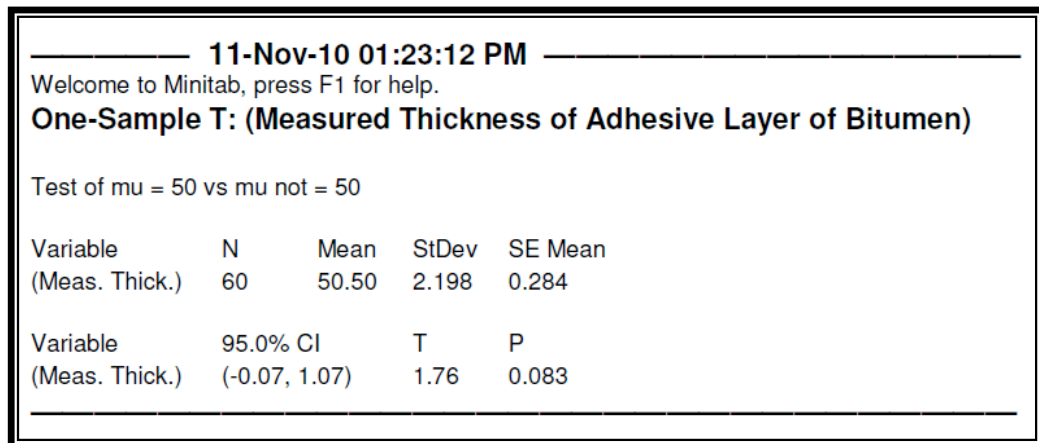 11-Nov-10 01:23:12 PM
Welcome to Minitab, press F1 for help.
One-Sample T: (Measured Thickness of Adhesive Layer of Bitumen)
Test of mu = 50 vs mu not = 50
Variable N Mean StDev SE Mean
(Meas. Thick.) 60 50.50 2.198 0.284
Variable 95.0% CI T P
(Meas. Thick.) (-0.07, 1.07) 1.76 0.083